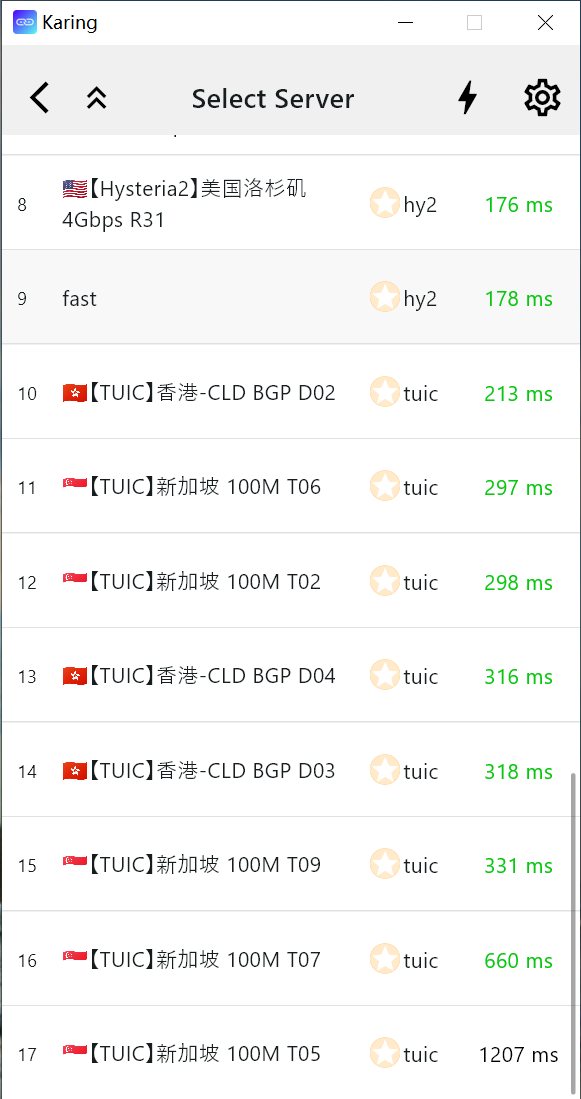 Karing
Select Server
8
【Hysteria2】美国洛杉矶
4Gbps R31
hy2
176 ms
9
fast
hy2
178 ms
10
【TUIC】香港-CLD BGP D02
tuic
213 ms
11
【TUIC】新加坡 100M T06
tuic
297 ms
12
【TUIC】新加坡 100M T02
tuic
298 ms
13
【TUIC】香港-CLD BGP D04
tuic
316 ms
14
【TUIC】香港-CLD BGP D03
tuic
318 ms
15
【TUIC】新加坡 100M T09
tuic
331 ms
16
【TUIC】新加坡 100M T07
tuic
660 ms
17
【TUIC】新加坡 100M T05
tuic
1207 ms